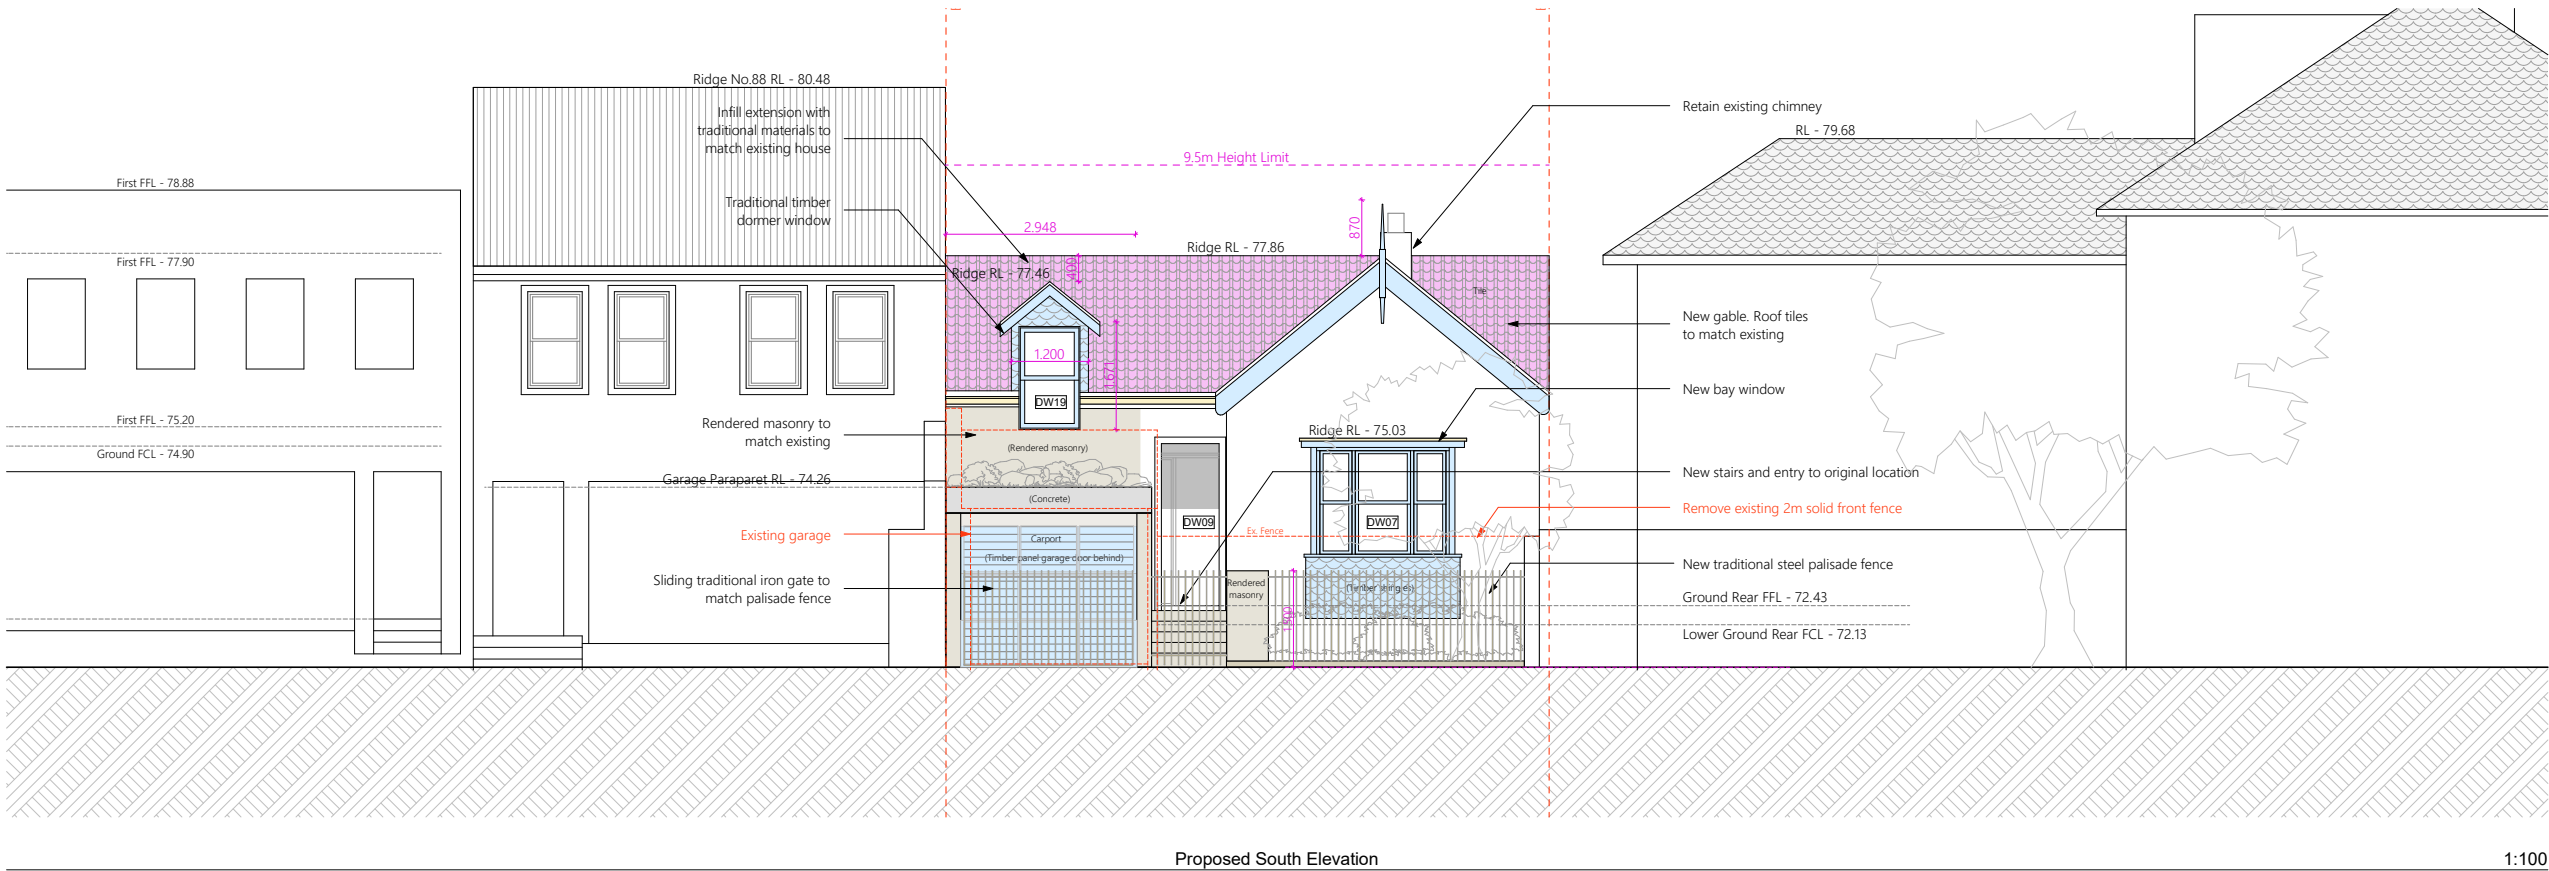 Ridge No.88 RL - 80.48
Infill extension with
traditional materials to
match existing house
Traditional timber
dormer window
First FFL - 78.88
First FFL - 77.90
First FFL - 75.20
Ground FCL - 74.90
Rendered masonry to
match existing
Garage Paraparet RL - 74.26
Existing garage
Sliding traditional iron gate to
match palisade fence
9.5m Height Limit
2.948
870
Ridge RL - 77.86
Ridge RL - 77.46
400
Tile
1.200
1.671
DW19
Ridge RL - 75.03
(Rendered masonry)
(Concrete)
DW09
DW07
Ex. Fence
Carport
(Timber panel garage door behind)
Rendered
masonry
(Timber shingles)
1.500
Retain existing chimney
RL - 79.68
New gable. Roof tiles
to match existing
New bay window
New stairs and entry to original location
Remove existing 2m solid front fence
New traditional steel palisade fence
Ground Rear FFL - 72.43
Lower Ground Rear FCL - 72.13
Proposed South Elevation
1:100